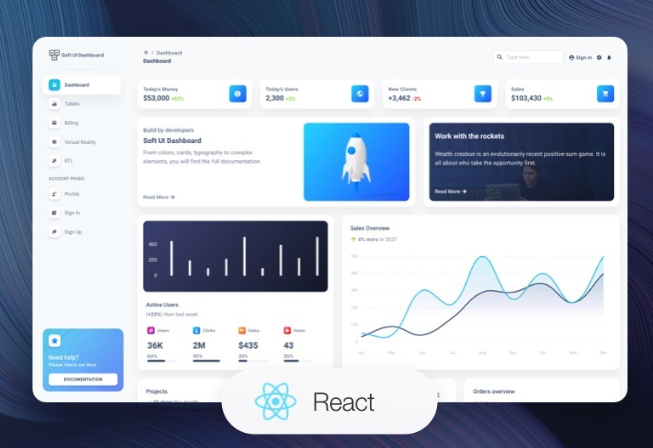 Soft UI Dashboard
/ Dashboard
Dashboard
Type here...
Sign in
Dashboard
Tables
Billing
Virtual Reality
RTL
ACCOUNT PAGES
Profile
Sign In
Sign Up
Need help?
Please check our docs
DOCUMENTATION
Today's Money
$53,000 +55%
Today's Users
2,300 +3%
New Clients
+3,462 -2%
Sales
$103,430 +5%
Build by developers
Soft UI Dashboard
From colors, cards, typography to complex
elements, you will find the full documentation.
Read More
Work with the rockets
Wealth creation is an evolutionarily recent positive-sum game. It is
all about who take the opportunity first.
Read More
400
200
0
Active Users
(+23%) than last week
Users
Clicks
Sales
Items
36K
2M
$435
43
60%
90%
30%
50%
Sales Overview
4% more in 2021
500
400
300
200
100
0
Apr
May
Jun
Jul
Aug
Sep
Oct
Nov
Dec
Projects
Orders overview
React